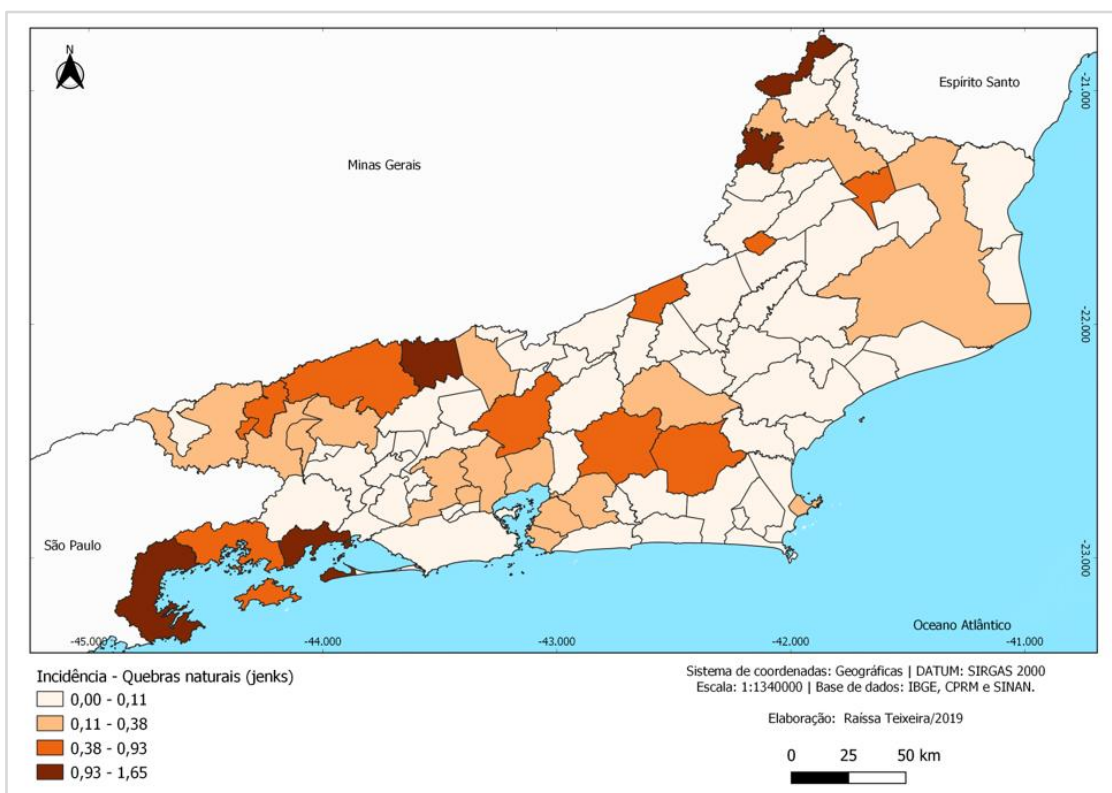 N
Espírito Santo
Minas Gerais
São Paulo
Oceano Atlântico
-21.000
-22.000
-23.000
-45.000
-44.000
-43.000
-42.000
-41.000
Incidência - Quebras naturais (jenks)
0,00 - 0,11
0,11 - 0,38
0,38 - 0,93
0,93 - 1,65
Sistema de coordenadas: Geográficas | DATUM: SIRGAS 2000
Escala: 1:1340000 | Base de dados: IBGE, CPRM e SINAN.
Elaboração: Raíssa Teixeira/2019
0 25 50 km